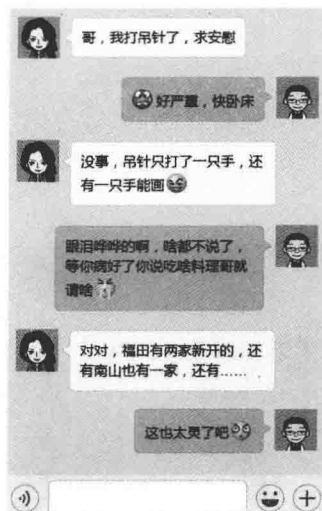 哥，我打吊针了，求安慰
好严重，快卧床
没事，吊针只打了一只手，还
有一只手能画
眼泪哗哗的啊，啥都不说了，
等你病好了你说吃啥料理哥就
请啥
对对，福田有两家新开的，还
有南山也有一家，还有……
这也太灵了吧